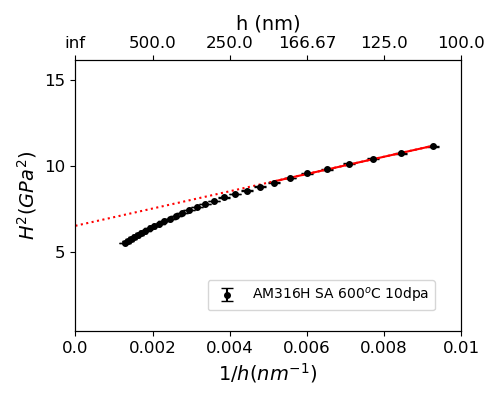 h (nm)
inf 500.0 250.0 166.67 125.0 100.0
15
10
5
H²(GPa²)
AM316H SA 600°C 10dpa
0.0 0.002 0.004 0.006 0.008 0.01
1/h(nm⁻¹)